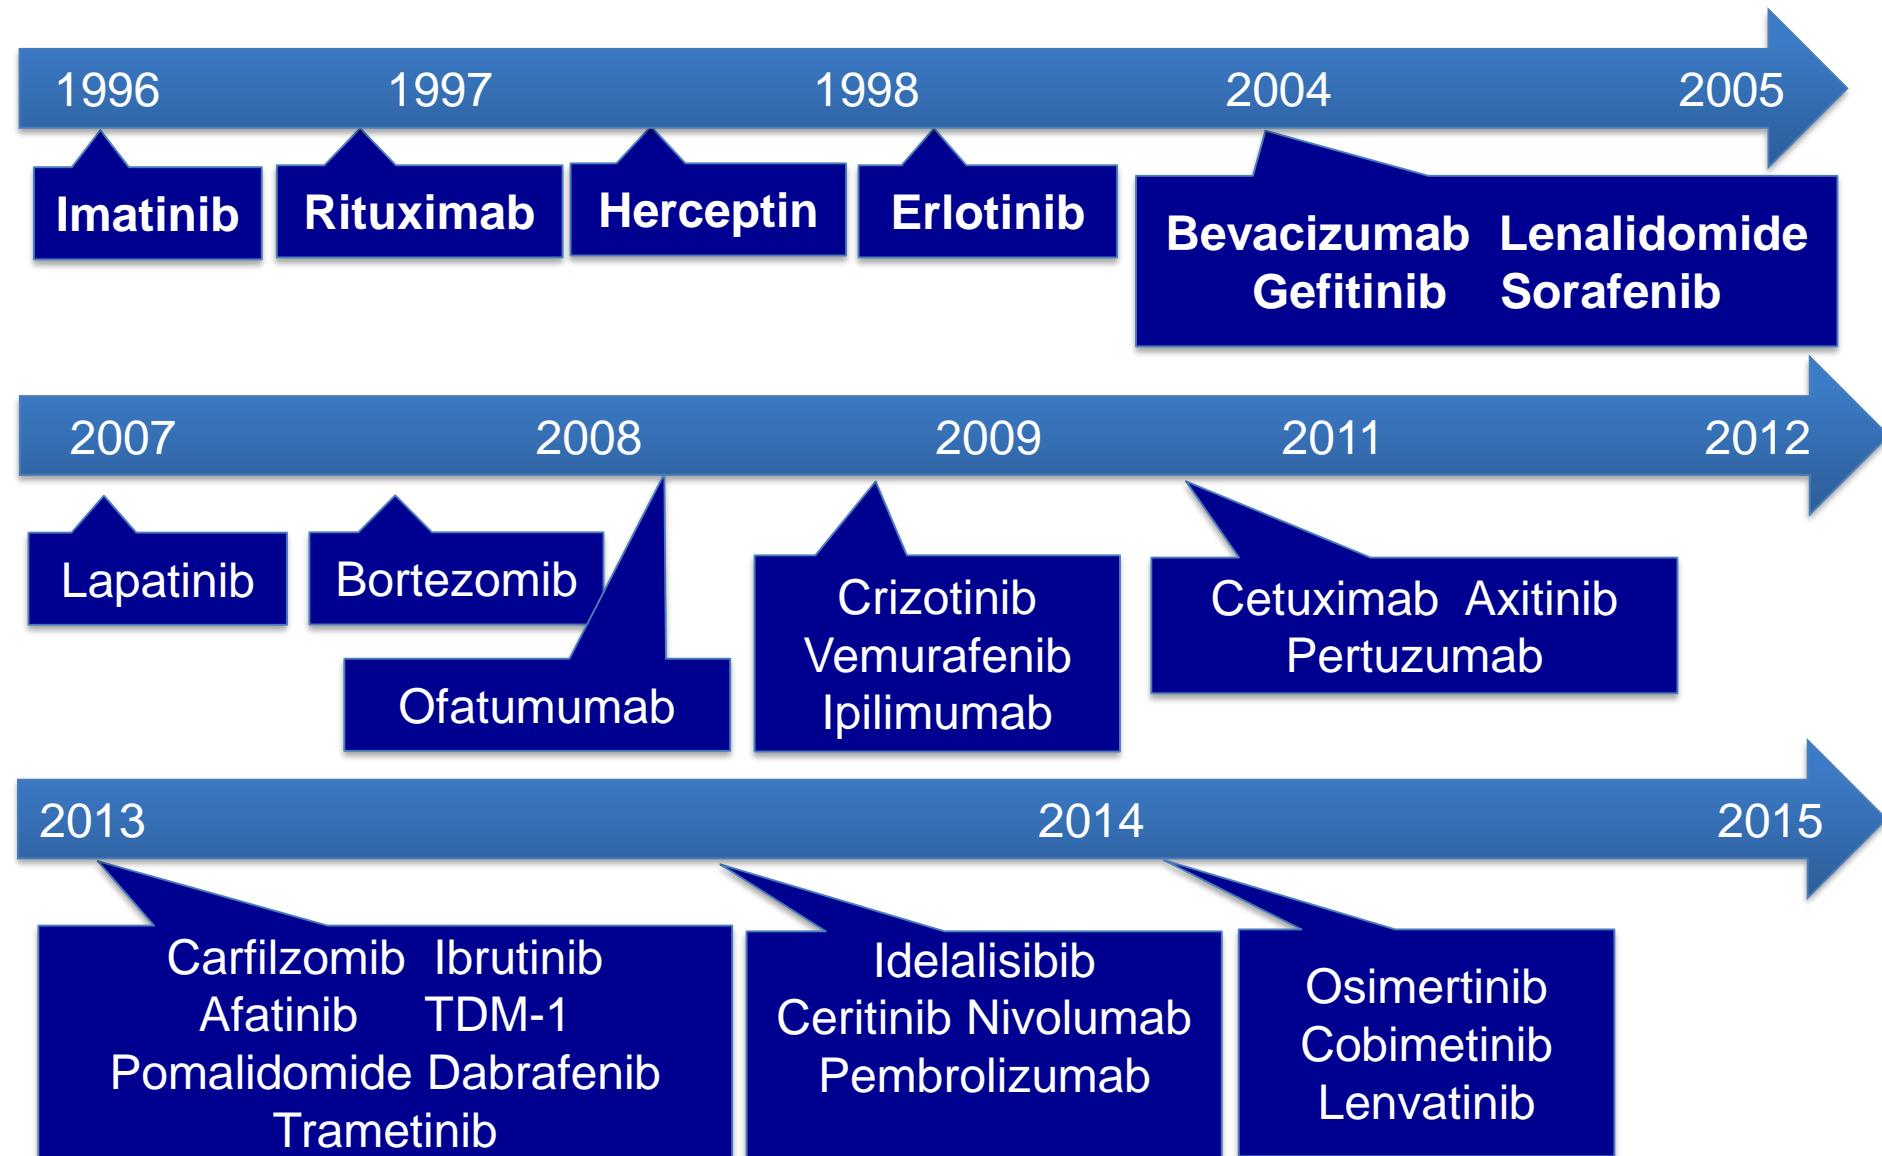 1996 1997 1998 2004 2005
Imatinib
Rituximab
Herceptin
Erlotinib
Bevacizumab Lenalidomide
Gefitinib Sorafenib
2007 2008 2009 2011 2012
Lapatinib
Bortezomib
Ofatumumab
Crizotinib
Vemurafenib
Ipilimumab
Cetuximab Axitinib
Pertuzumab
2013 2014 2015
Carfilzomib Ibrutinib
Afatinib TDM-1
Pomalidomide Dabrafenib
Trametinib
Idelalisibib
Ceritinib Nivolumab
Pembrolizumab
Osimertinib
Cobimetinib
Lenvatinib